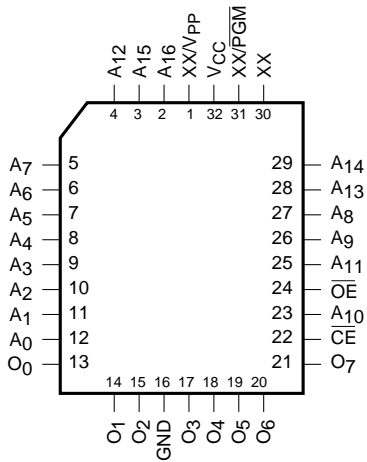 A12 A15 A16 XX/VPP VCC XX/PGM XX
4 3 2 1 32 31 30
A7 5 29 A14
A6 6 28 A13
A5 7 27 A8
A4 8 26 A9
A3 9 25 A11
A2 10 24 OE
A1 11 23 A10
A0 12 22 CE
O0 13 21 O7
14 15 16 17 18 19 20
O1 O2 GND O3 O4 O5 O6